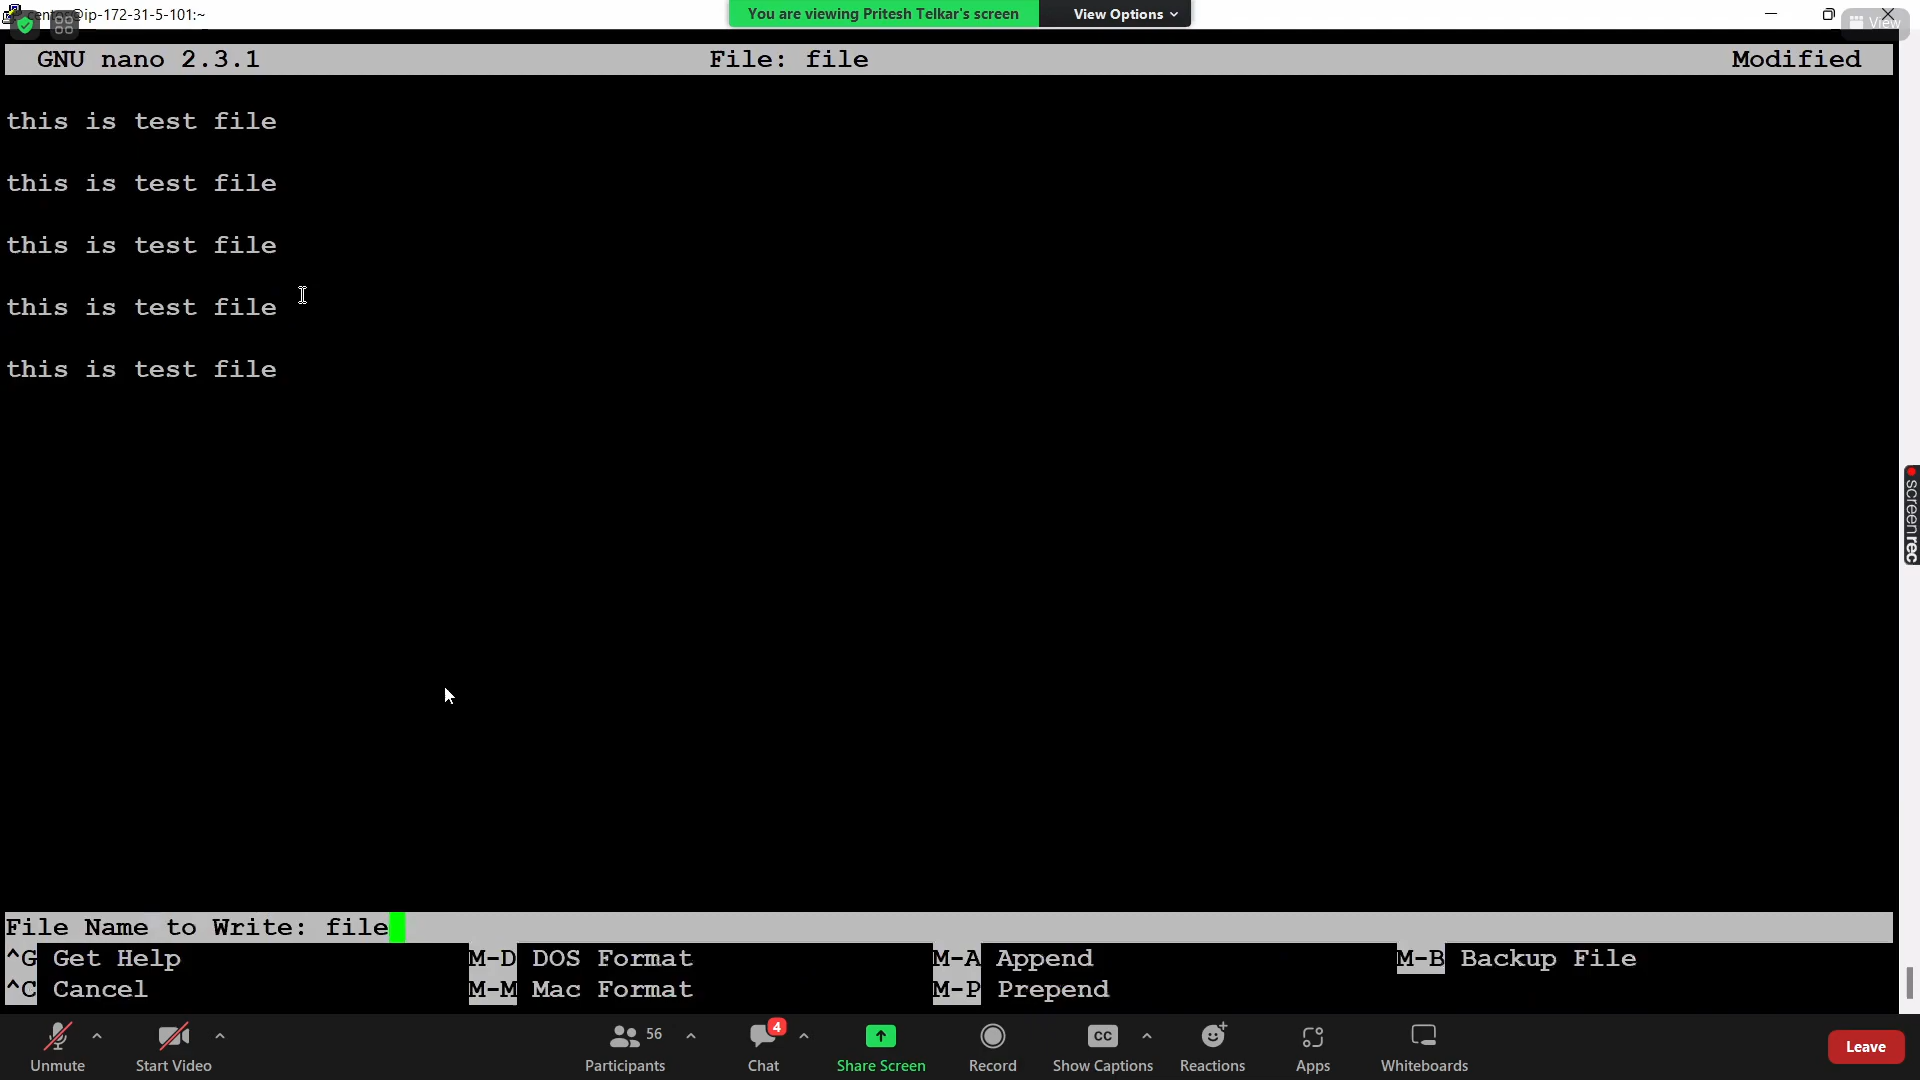 @ip-172-31-5-101:~
You are viewing Pritesh Telkar's screen
View Options
View
GNU nano 2.3.1 File: file Modified
this is test file
this is test file
this is test file
this is test file
this is test file
screenrec
File Name to Write: file
^G Get Help M-D DOS Format M-A Append M-B Backup File
^C Cancel M-M Mac Format M-P Prepend
56 4 CC
Unmute Start Video Participants Chat Share Screen Record Show Captions Reactions Apps Whiteboards Leave